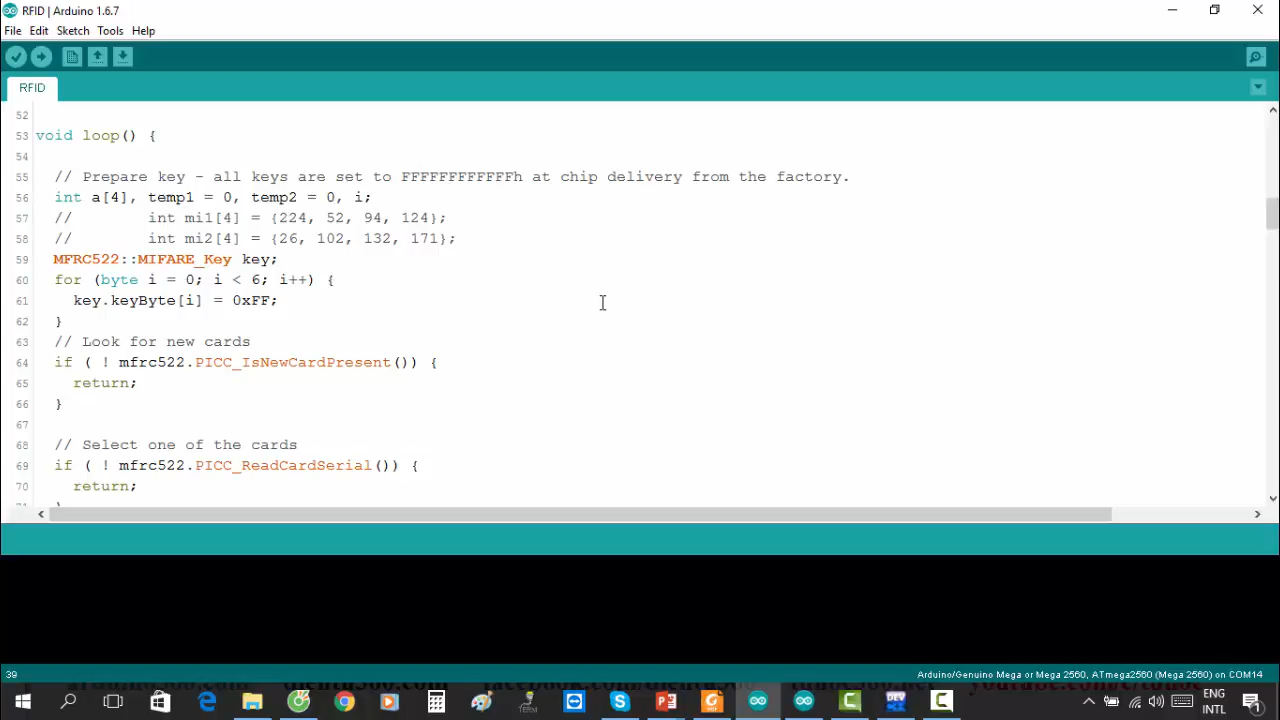 RFID | Arduino 1.6.7
File Edit Sketch Tools Help
RFID
52
53 void loop() {
54
55 // Prepare key - all keys are set to FFFFFFFFFFFFh at chip delivery from the factory.
56 int a[4], temp1 = 0, temp2 = 0, i;
57 // int mi1[4] = {224, 52, 94, 124};
58 // int mi2[4] = {26, 102, 132, 171};
59 MFRC522::MIFARE_Key key;
60 for (byte i = 0; i < 6; i++) {
61 key.keyByte[i] = 0xFF;
62 }
63 // Look for new cards
64 if ( ! mfrc522.PICC_IsNewCardPresent()) {
65 return;
66 }
67
68 // Select one of the cards
69 if ( ! mfrc522.PICC_ReadCardSerial()) {
70 return;
71 }
39
Arduino/Genuino Mega or Mega 2560, ATmega2560 (Mega 2560) on COM14
ENG
INTL